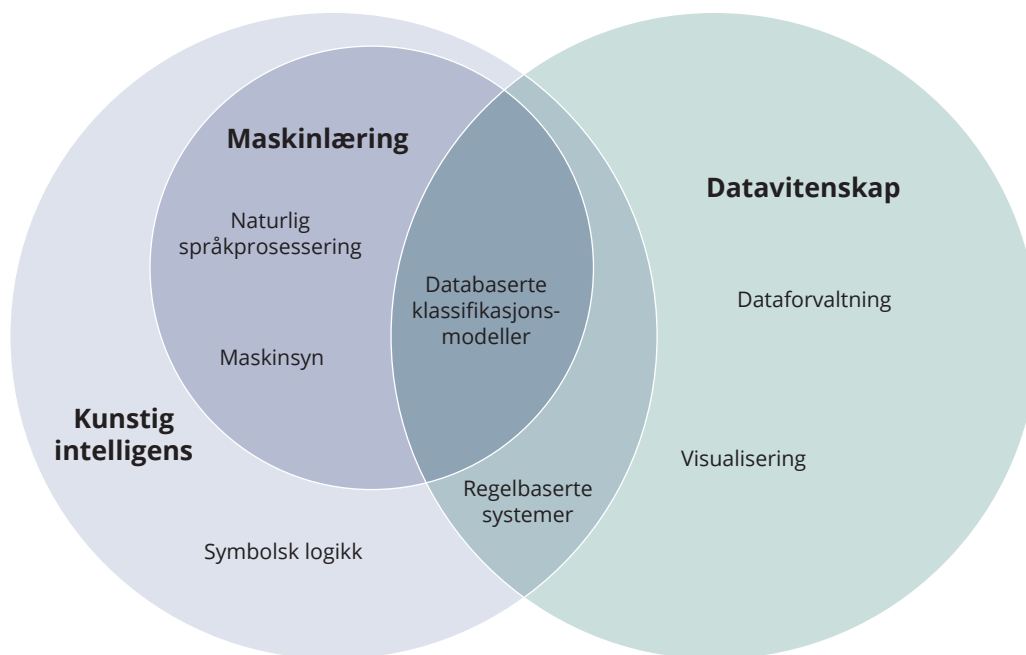 Maskinlæring
Naturlig
språkprosessering
Maskinsyn
Kunstig
intelligens
Symbolsk logikk
Databaserte
klassifikasjons-
modeller
Regelbaserte
systemer
Datavitenskap
Dataforvaltning
Visualisering